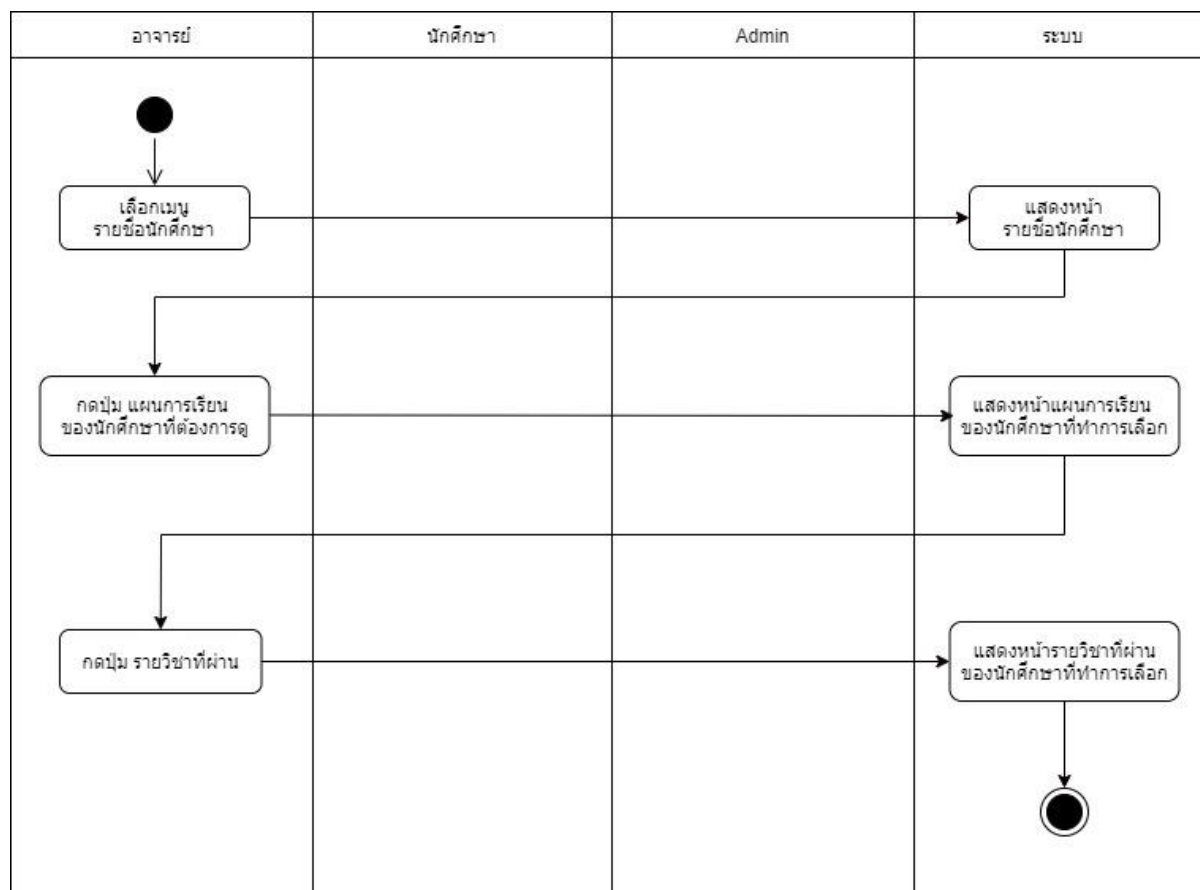 อาจารย์
นักศึกษา
Admin
ระบบ
เลือกเมนู
รายชื่อนักศึกษา
แสดงหน้า
รายชื่อนักศึกษา
กดปุ่ม แผนการเรียน
ของนักศึกษาที่ต้องการดู
แสดงหน้าแผนการเรียน
ของนักศึกษาที่ทำการเลือก
กดปุ่ม รายวิชาที่ผ่าน
แสดงหน้ารายวิชาที่ผ่าน
ของนักศึกษาที่ทำการเลือก